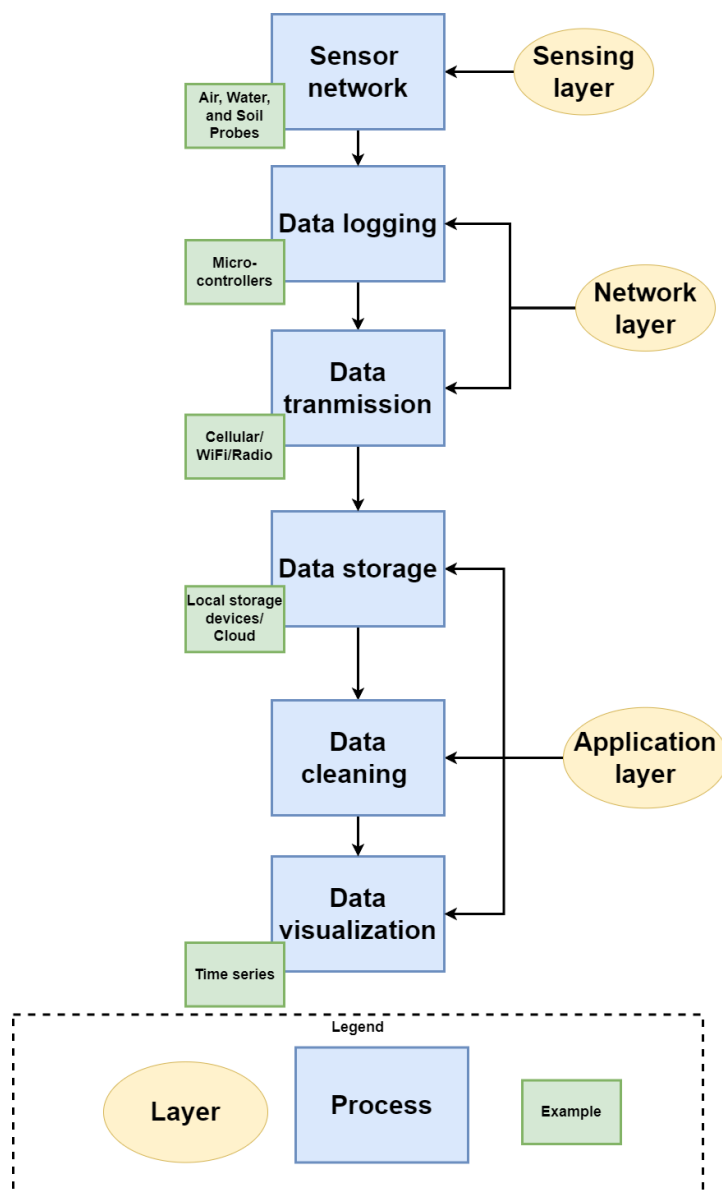 Sensor
network
Sensing
layer
Air, Water,
and Soil
Probes
Data logging
Micro-
controllers
Network
layer
Data
tranmission
Cellular/
WiFi/Radio
Data storage
Local storage
devices/
Cloud
Data
cleaning
Application
layer
Data
visualization
Time series
Legend
Layer
Process
Example